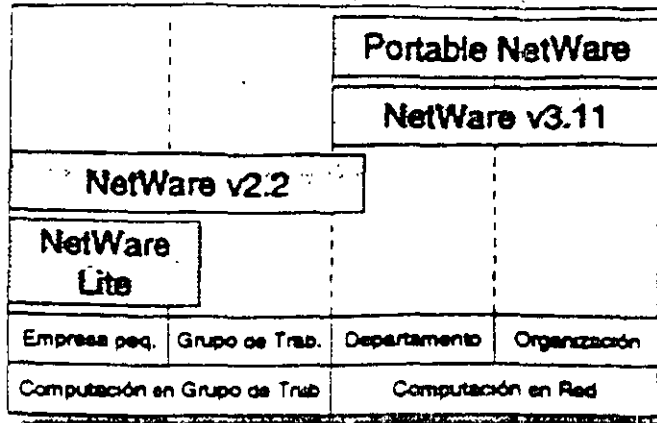 Portable NetWare
NetWare v3.11
NetWare v2.2
NetWare
Lite
Empresa peq. Grupo de Trab. Departamento Organización
Computación en Grupo de Trab Computación en Red